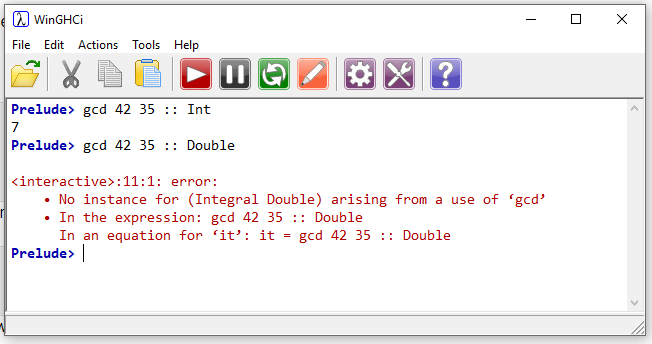 WinGHCi
File Edit Actions Tools Help
Prelude> gcd 42 35 :: Int
7
Prelude> gcd 42 35 :: Double
<interactive>:11:1: error:
• No instance for (Integral Double) arising from a use of ‘gcd’
• In the expression: gcd 42 35 :: Double
In an equation for ‘it’: it = gcd 42 35 :: Double
Prelude>